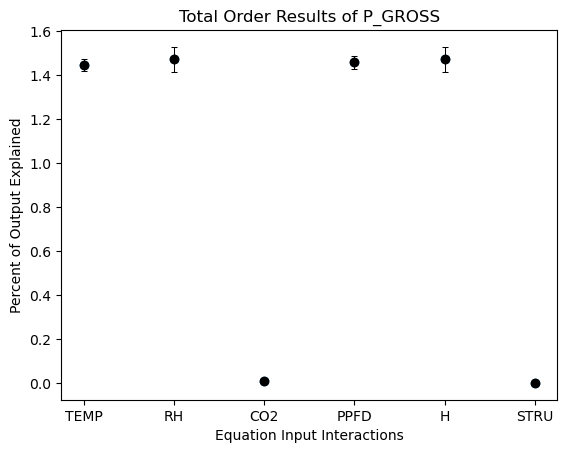 Total Order Results of P_GROSS
Percent of Output Explained
1.6
1.4
1.2
1.0
0.8
0.6
0.4
0.2
0.0
TEMP RH CO2 PPFD H STRU
Equation Input Interactions